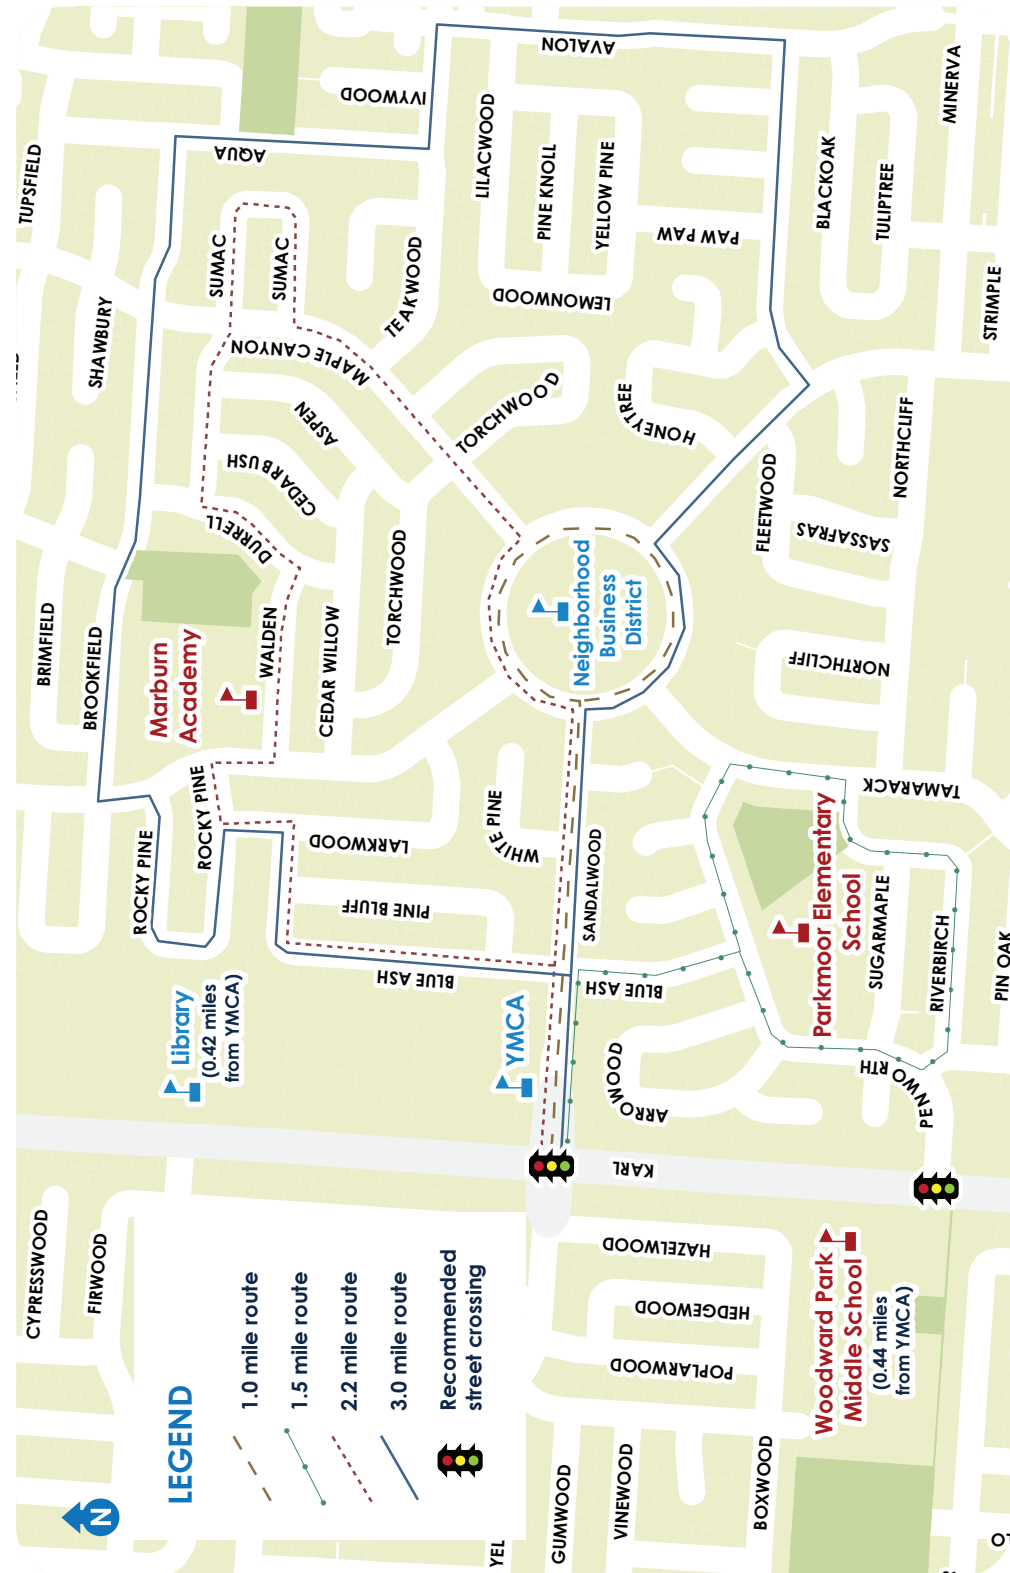 LEGEND
1.0 mile route
1.5 mile route
2.2 mile route
3.0 mile route
Recommended
street crossing
N
CYPRESSWOOD
FIRWOOD
GUMWOOD
VINEWOOD
BOXWOOD
POPLARWOOD
HEDGEWOOD
HAZELWOOD
Woodward Park
Middle School
(0.44 miles
from YMCA)
KARL
Library
(0.42 miles
from YMCA)
YMCA
ARROWOOD
PENWORTH
BLUE ASH
BLUE ASH
ROCKY PINE
ROCKY PINE
LARKWOOD
PINE BLUFF
WHITE PINE
SANDALWOOD
Parkmoor Elementary
School
SUGARMAPLE
RIVERBIRCH
PIN OAK
TAMARACK
BRIMFIELD
BROOKFIELD
Marburn
Academy
WALDEN
CEDAR WILLOW
TORCHWOOD
DURRELL
CEDARBUSH
ASPEN
MAPLE CANYON
Neighborhood
Business
District
NORTHCLIFF
FLEETWOOD
SASSAFRAS
NORTHCLIFF
TORCHWOOD
HONEYTREE
SHAWBURY
TUPSFIELD
SUMAC
SUMAC
TEAKWOOD
LEMONWOOD
AQUA
IVYWOOD
LILACWOOD
PINE KNOLL
YELLOW PINE
PAW PAW
AVALON
BLACKOAK
TULIPTREE
STRIMPLE
MINERVA
YEL